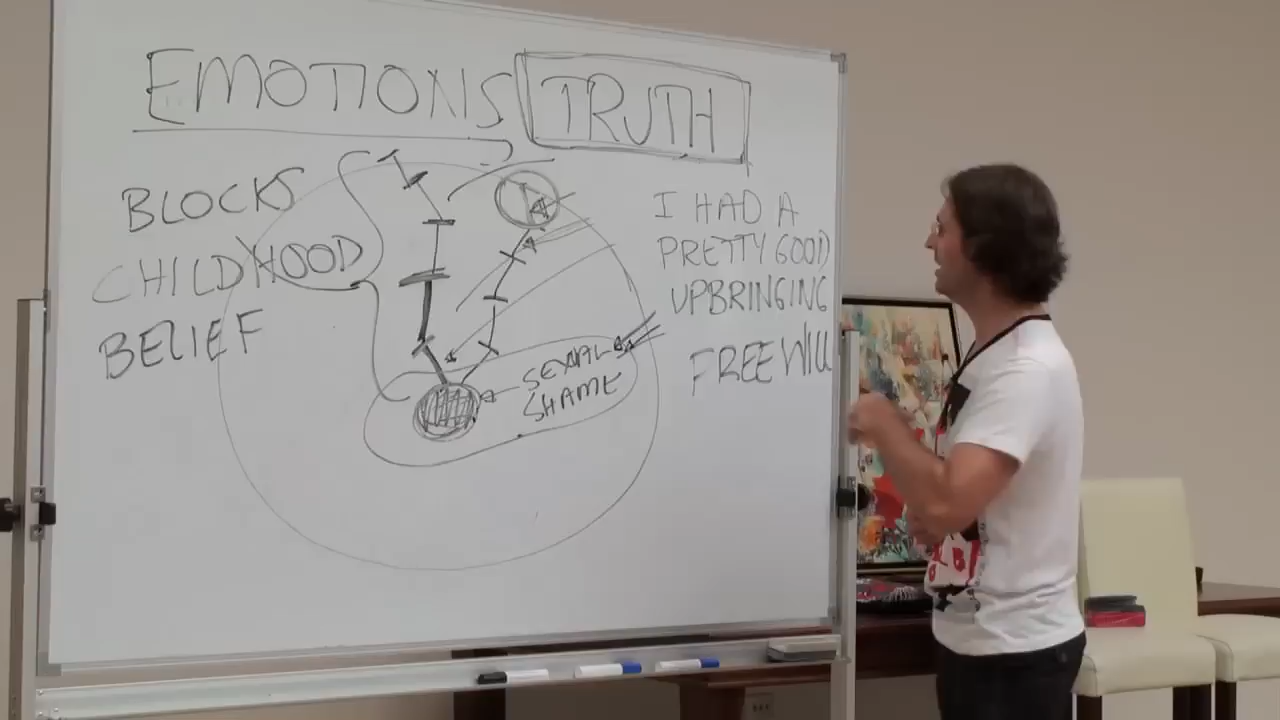 EMOTIONS TRUTH
BLOCKS
CHILDHOOD
BELIEF
SEXUAL
SHAME
I HAD A
PRETTY GOOD
UPBRINGING
FREE WILL